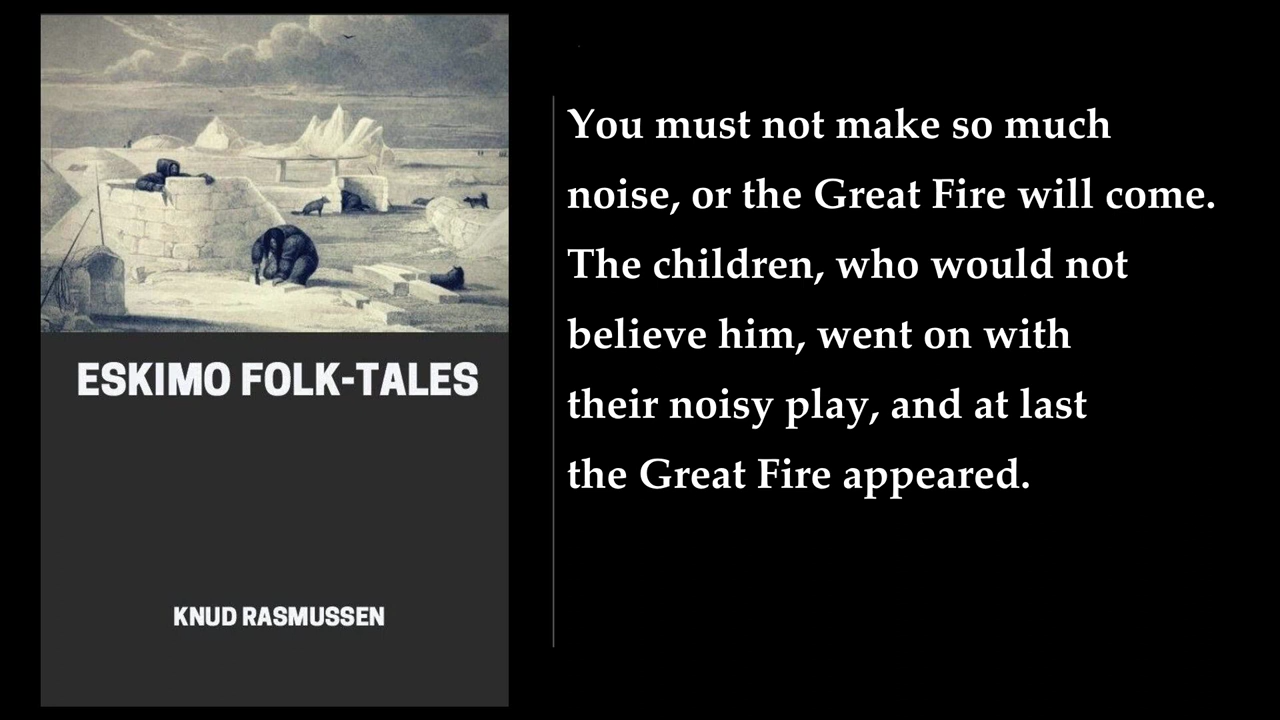 ESKIMO FOLK-TALES
KNUD RASMUSSEN
You must not make so much
noise, or the Great Fire will come.
The children, who would not
believe him, went on with
their noisy play, and at last
the Great Fire appeared.